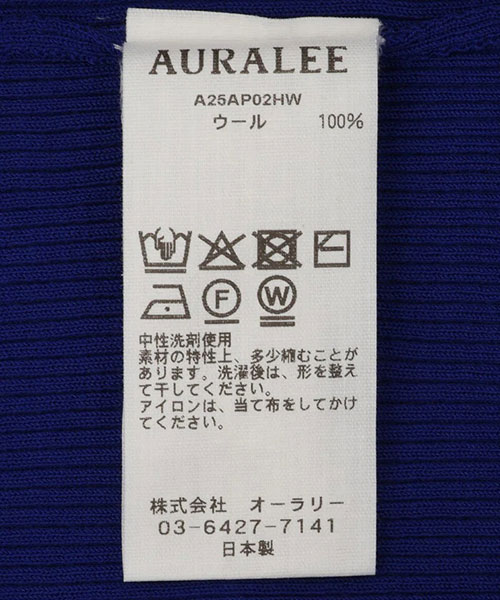 AURALEE
A25AP02HW
ウール 100%
F W
中性洗剤使用
素材の特性上、多少縮むことが
あります。洗濯後は、形を整え
て干してください。
アイロンは、当て布をしてかけ
てください。
株式会社 オーラリー
03-6427-7141
日本製